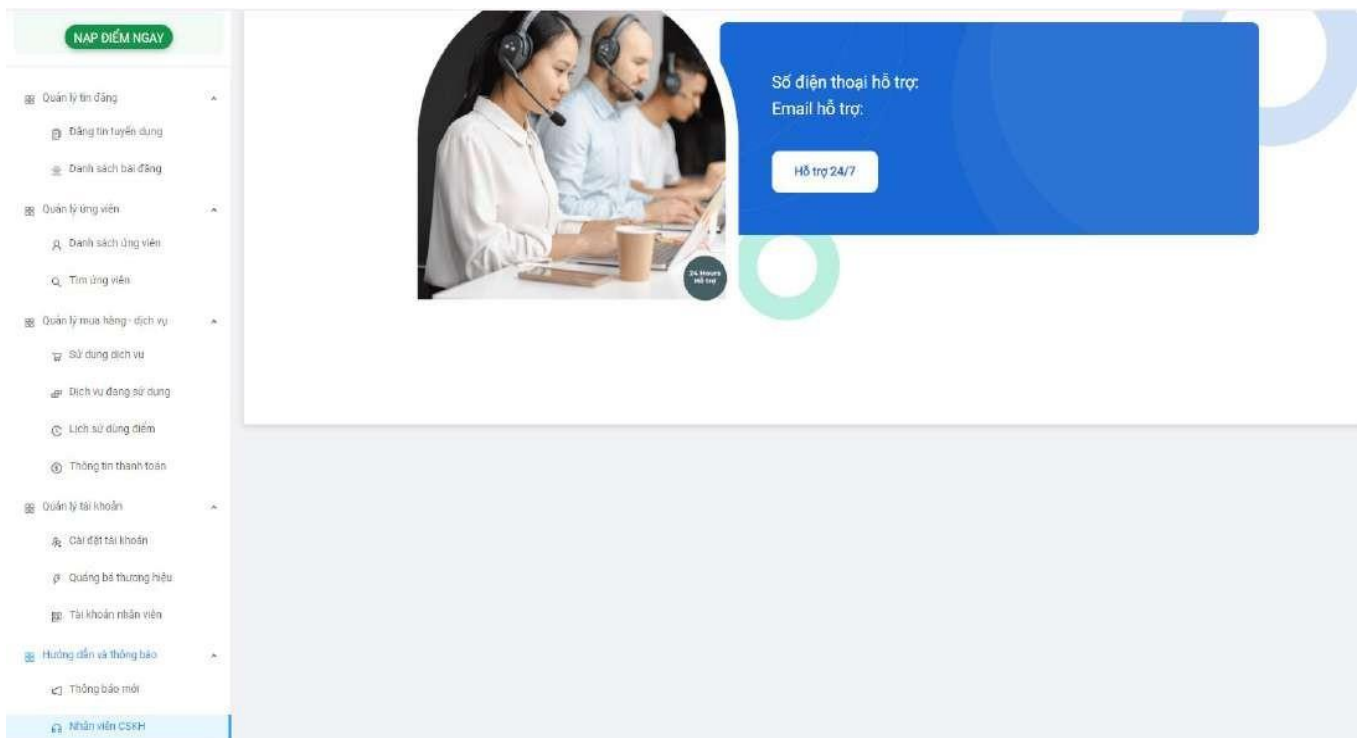 NẠP ĐIỂM NGAY
Quản lý tin đăng
Đăng tin tuyển dụng
Danh sách bài đăng
Quản lý ứng viên
Danh sách ứng viên
Tìm ứng viên
Quản lý mua hàng - dịch vụ
Sử dụng dịch vụ
Dịch vụ đang sử dụng
Lịch sử dùng điểm
Thông tin thanh toán
Quản lý tài khoản
Cài đặt tài khoản
Quảng bá thương hiệu
Tài khoản nhân viên
Hướng dẫn và thông báo
Thông báo mới
Nhân viên CSKH
Số điện thoại hỗ trợ:
Email hỗ trợ:
Hỗ trợ 24/7
24 Hours
Hỗ trợ